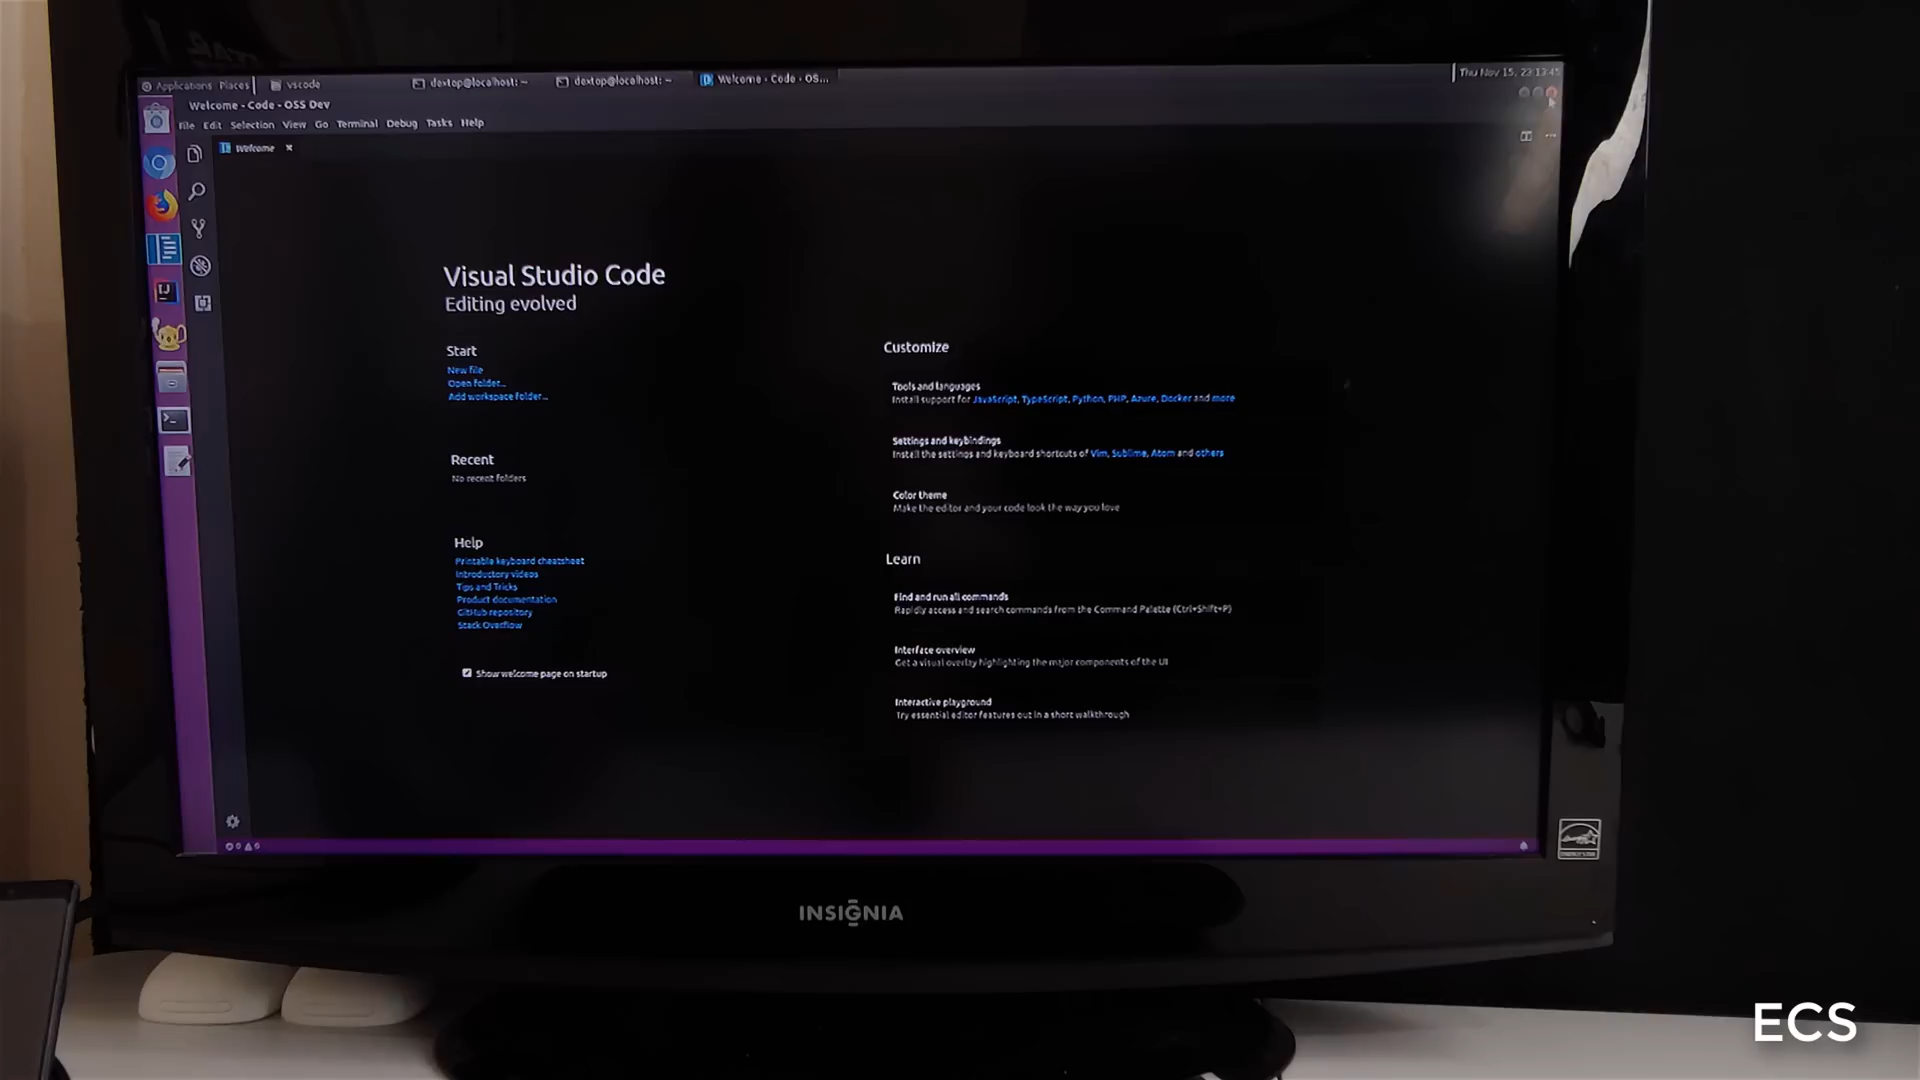 Applications Places vscode dextop@localhost: ~ dextop@localhost: ~ Welcome - Code - OS... Thu Nov 15, 23:13:45
Welcome - Code - OSS Dev
File Edit Selection View Go Terminal Debug Tasks Help
Welcome
Visual Studio Code
Editing evolved
Start
New file
Open folder...
Add workspace folder...
Recent
No recent folders
Help
Printable keyboard cheatsheet
Introductory videos
Tips and Tricks
Product documentation
GitHub repository
Stack Overflow
Show welcome page on startup
Customize
Tools and languages
Install support for JavaScript, TypeScript, Python, PHP, Azure, Docker and more
Settings and keybindings
Install the settings and keyboard shortcuts of Vim, Sublime, Atom and others
Color theme
Make the editor and your code look the way you love
Learn
Find and run all commands
Rapidly access and search commands from the Command Palette (Ctrl+Shift+P)
Interface overview
Get a visual overlay highlighting the major components of the UI
Interactive playground
Try essential editor features out in a short walkthrough
IJ
0 0
ENERGY STAR
INSIGNIA
ECS